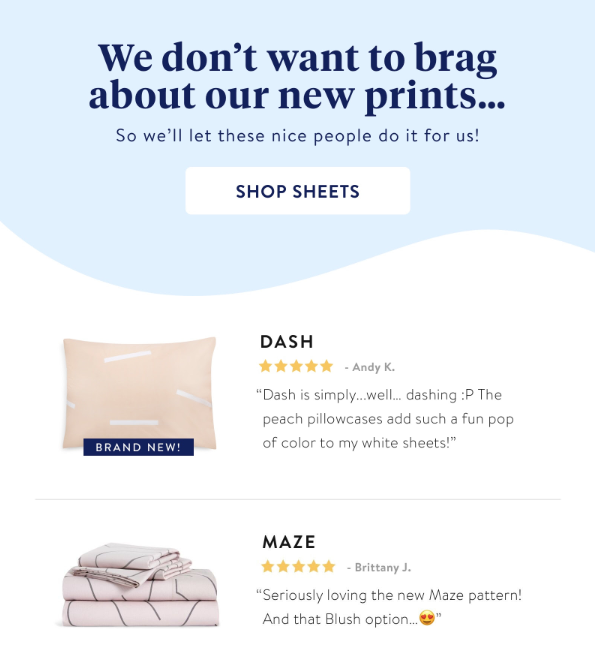 We don’t want to brag
about our new prints...
So we’ll let these nice people do it for us!
SHOP SHEETS
DASH
- Andy K.
“Dash is simply...well... dashing :P The
peach pillowcases add such a fun pop
of color to my white sheets!”
BRAND NEW!
MAZE
- Brittany J.
“Seriously loving the new Maze pattern!
And that Blush option...😍”